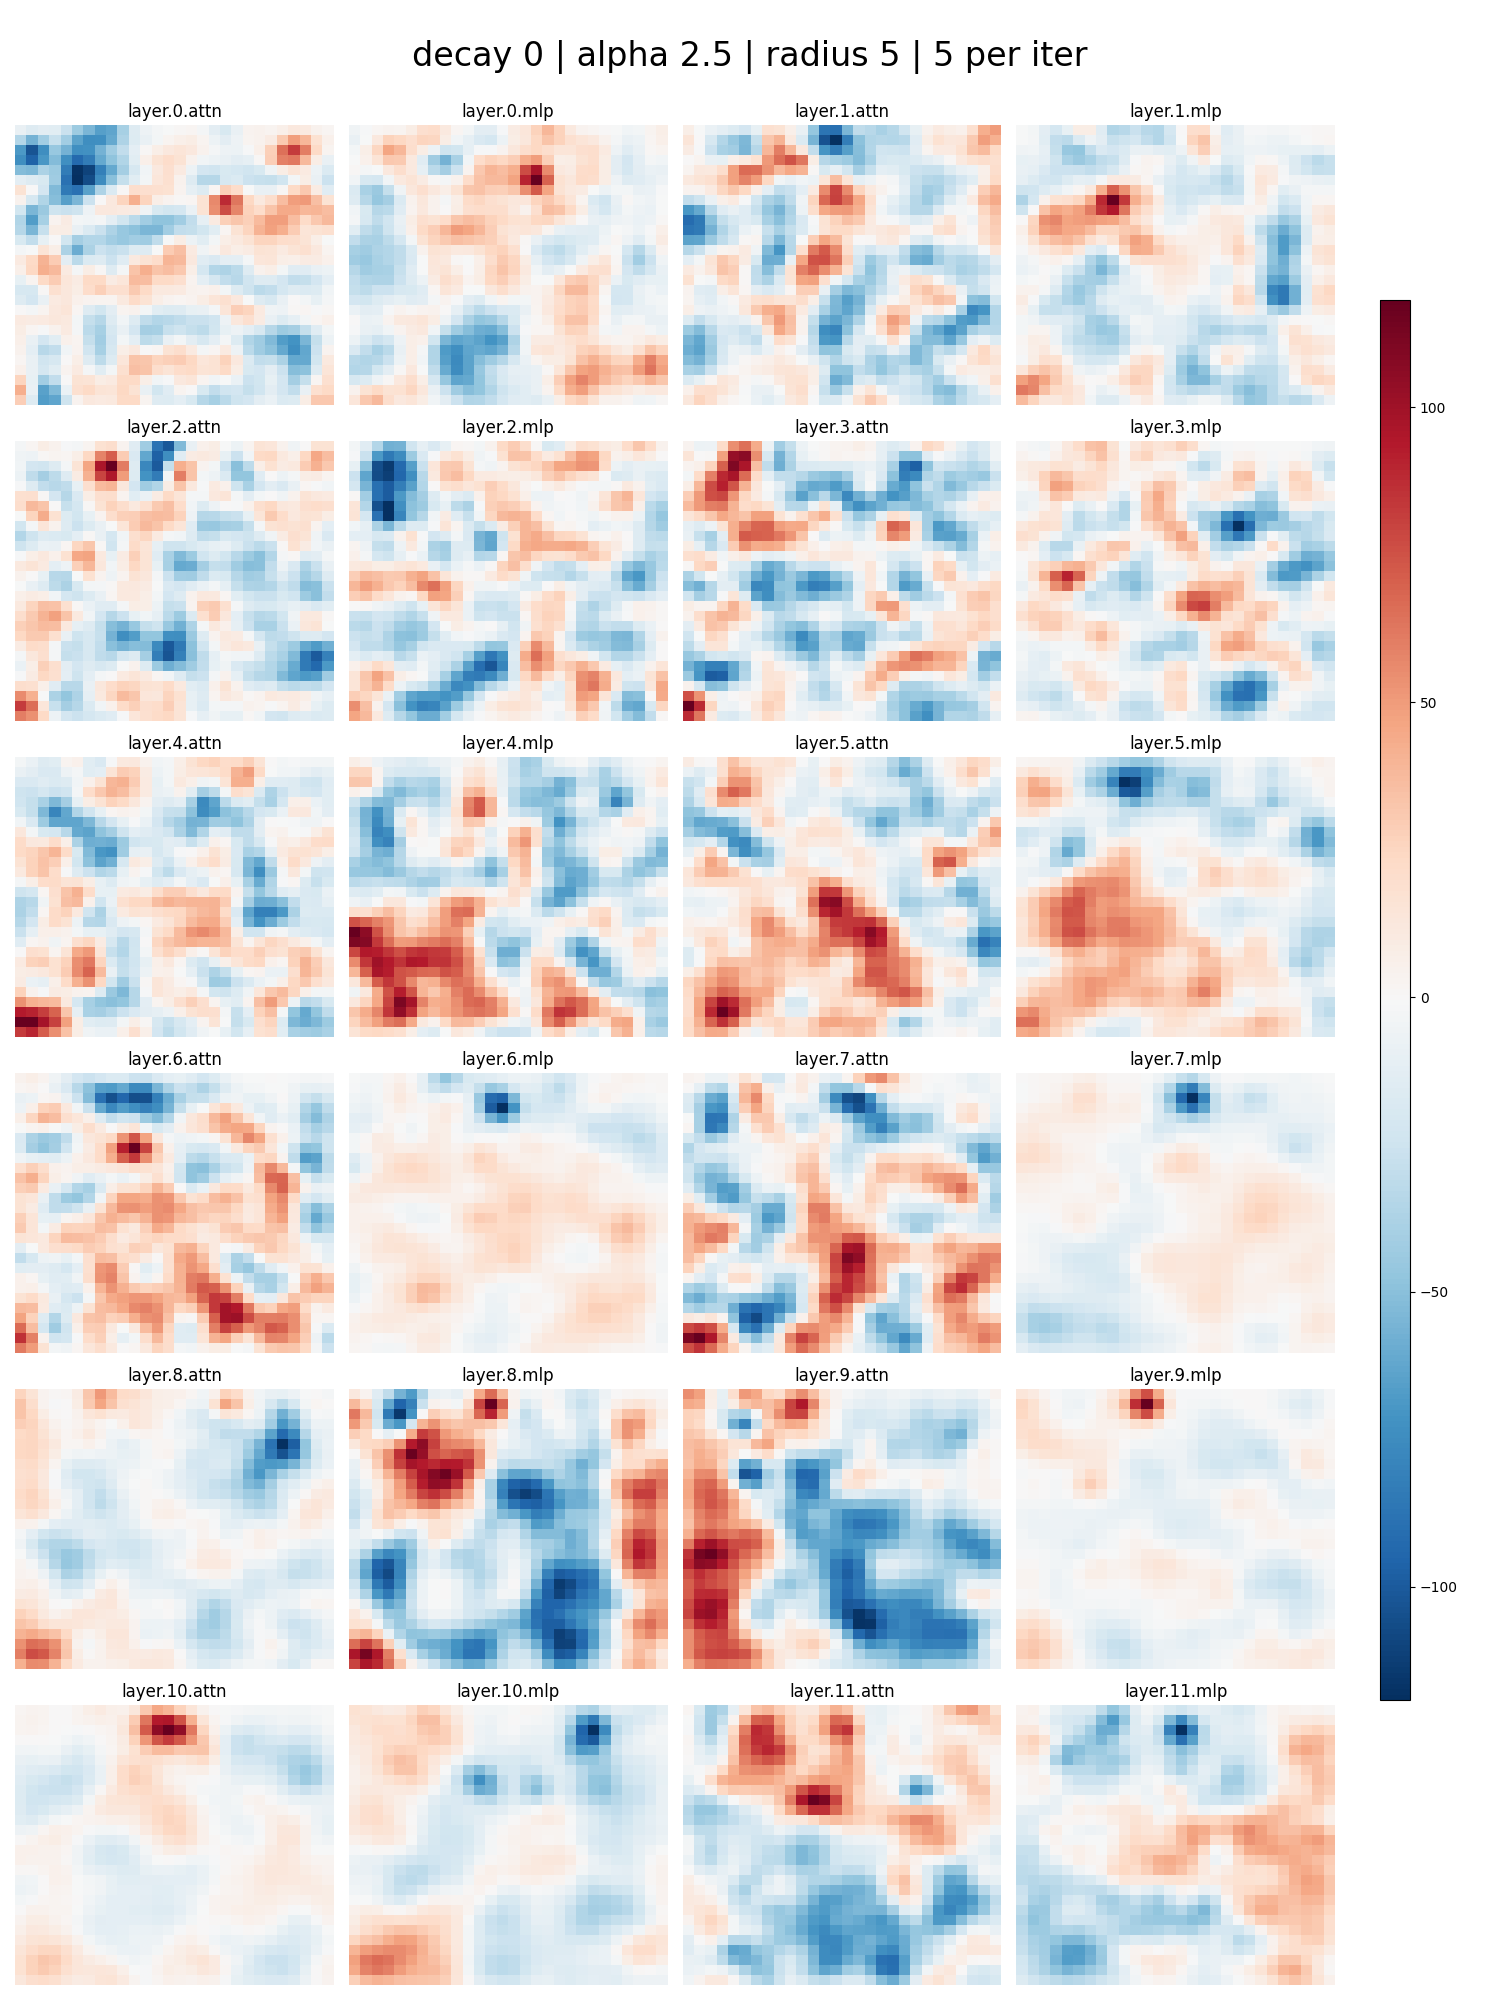 decay 0 | alpha 2.5 | radius 5 | 5 per iter
layer.0.attn
layer.0.mlp
layer.1.attn
layer.1.mlp
layer.2.attn
layer.2.mlp
layer.3.attn
layer.3.mlp
layer.4.attn
layer.4.mlp
layer.5.attn
layer.5.mlp
layer.6.attn
layer.6.mlp
layer.7.attn
layer.7.mlp
layer.8.attn
layer.8.mlp
layer.9.attn
layer.9.mlp
layer.10.attn
layer.10.mlp
layer.11.attn
layer.11.mlp
100
50
0
−50
−100